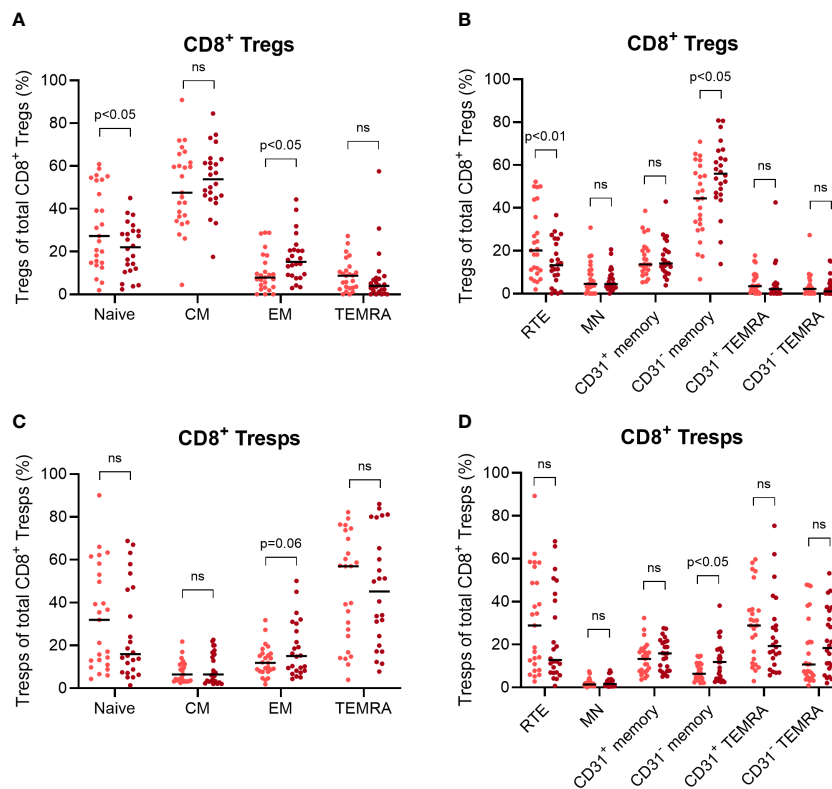 A
CD8+ Tregs
Tregs of total CD8+ Tregs (%)
100
80
60
40
20
0
p<0.05
ns
p<0.05
ns
Naive
CM
EM
TEMRA
B
CD8+ Tregs
Tregs of total CD8+ Tregs (%)
100
80
60
40
20
0
p<0.01
ns
ns
p<0.05
ns
ns
RTE
MN
CD31+ memory
CD31- memory
CD31+ TEMRA
CD31- TEMRA
C
CD8+ Tresps
Tresps of total CD8+ Tresps (%)
100
80
60
40
20
0
ns
ns
p=0.06
ns
Naive
CM
EM
TEMRA
D
CD8+ Tresps
Tresps of total CD8+ Tresps (%)
100
80
60
40
20
0
ns
ns
ns
p<0.05
ns
ns
RTE
MN
CD31+ memory
CD31- memory
CD31+ TEMRA
CD31- TEMRA